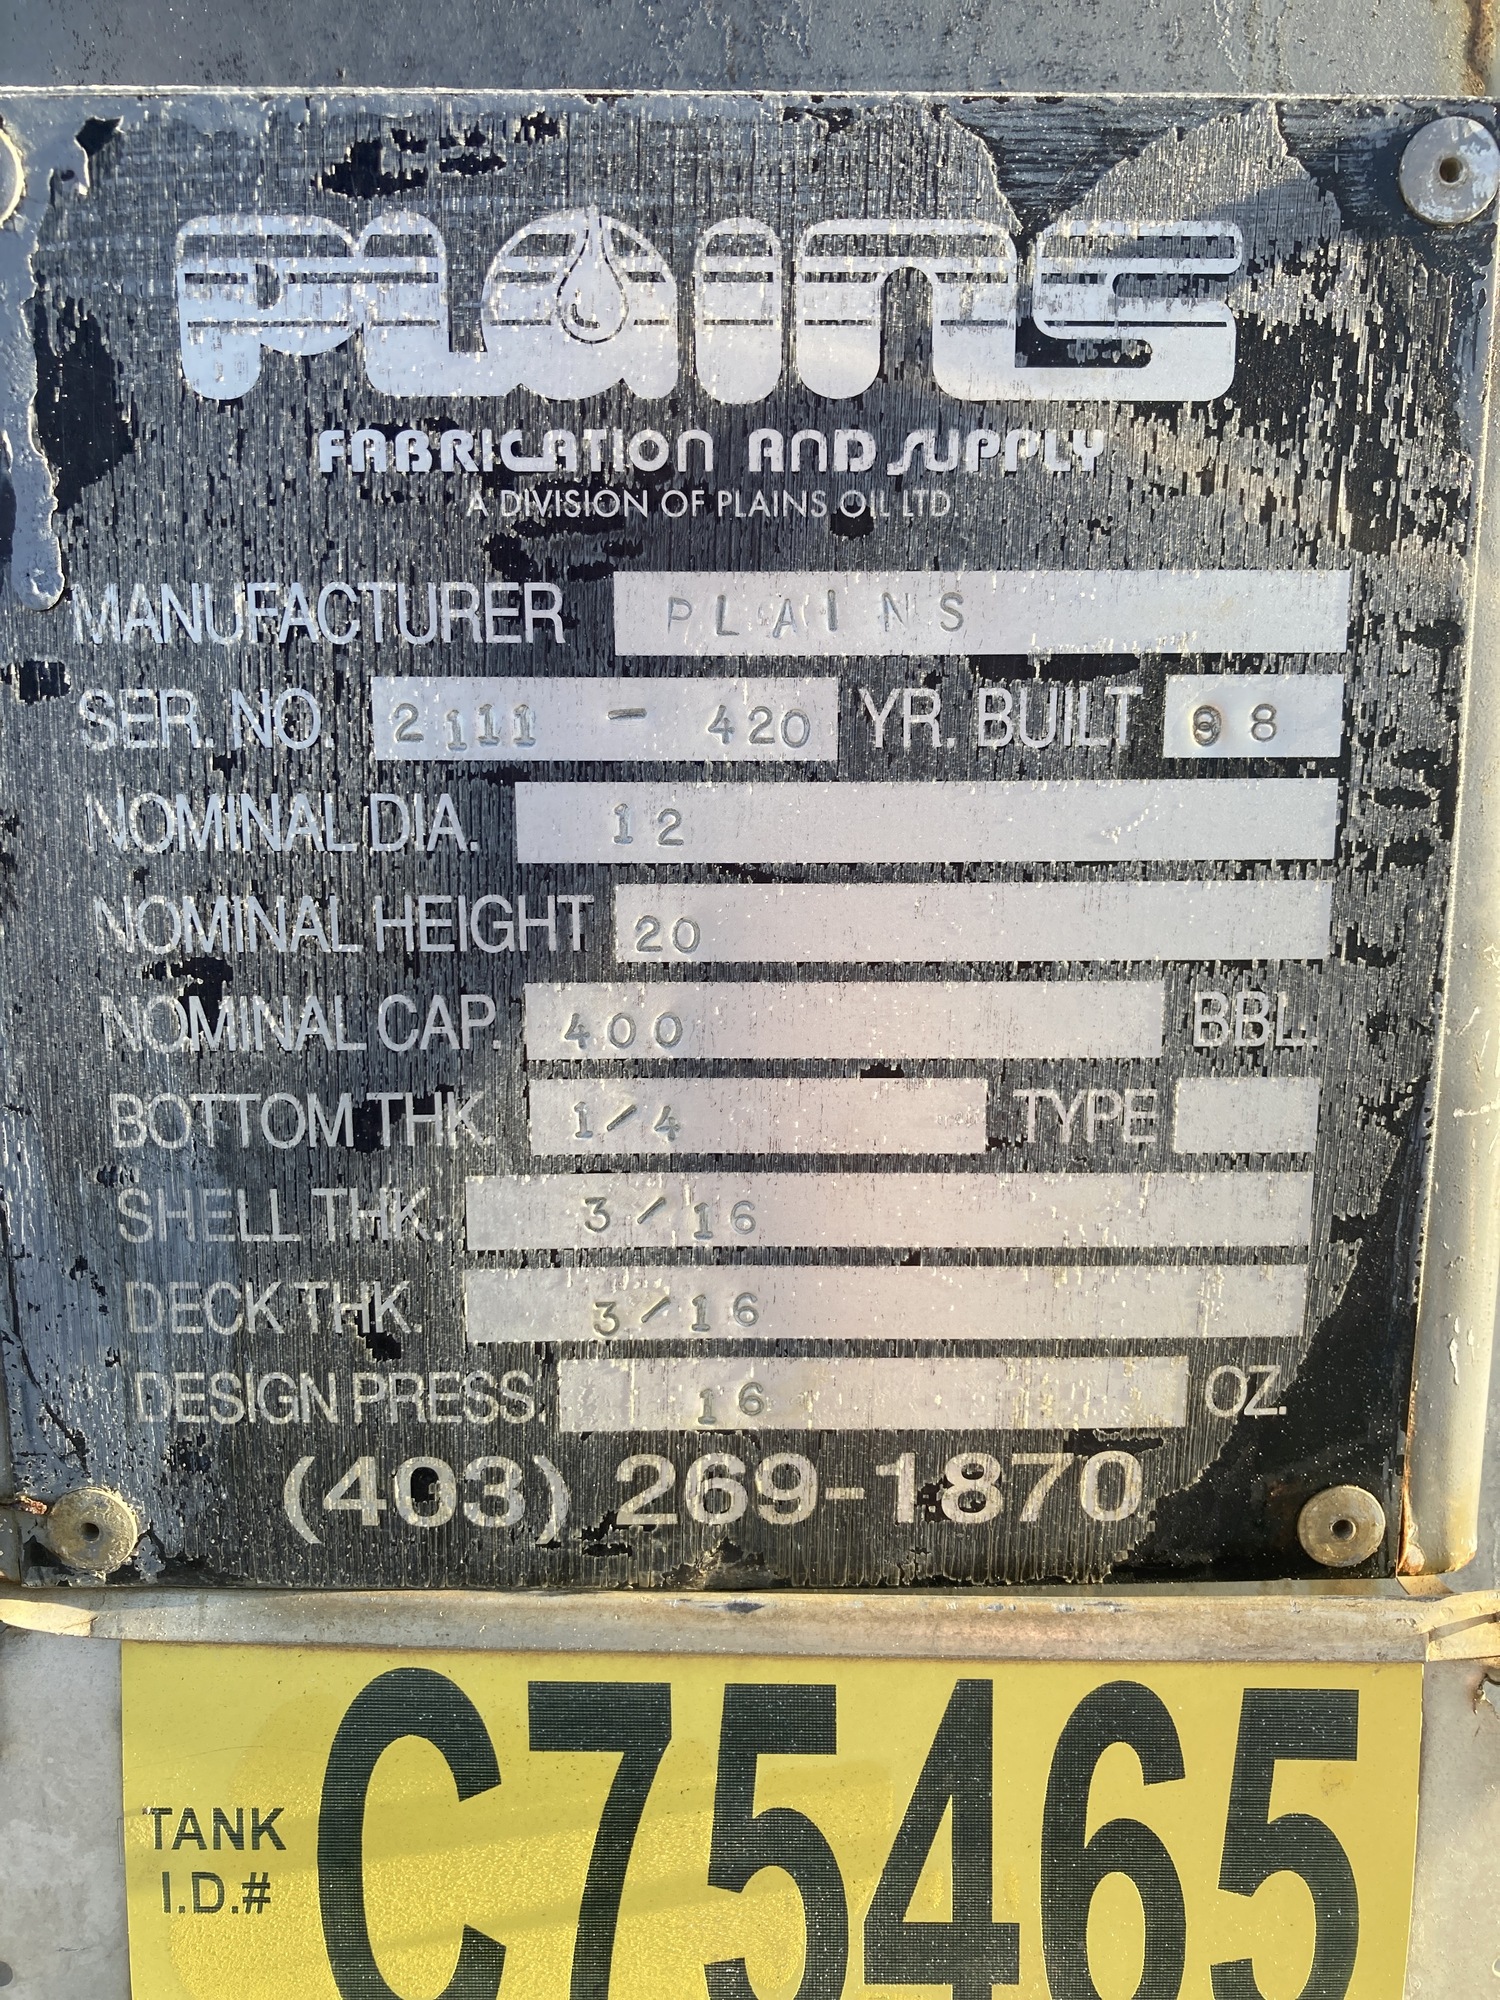 PLAINS
FABRICATION AND SUPPLY
A DIVISION OF PLAINS OIL LTD.
MANUFACTURER PLAINS
SER. NO. 2111 - 420 YR. BUILT 98
NOMINAL DIA. 12
NOMINAL HEIGHT 20
NOMINAL CAP. 400 BBL.
BOTTOM THK. 1/4 TYPE
SHELL THK. 3/16
DECK THK. 3/16
DESIGN PRESS. 16 OZ.
(403) 269-1870
TANK I.D.# C75465